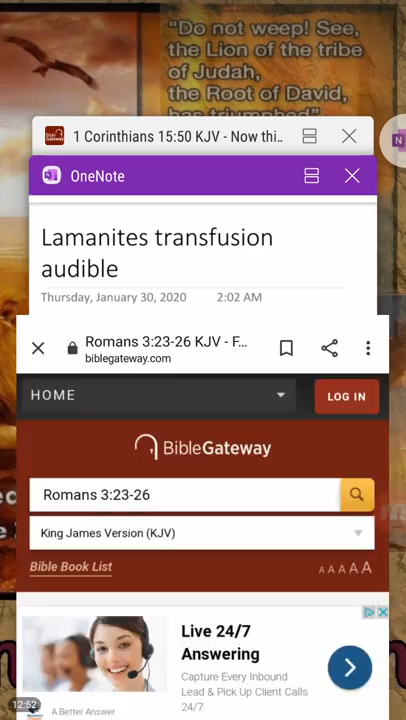 "Do not weep! See,
the Lion of the tribe
of Judah,
the Root of David,
has triumphed"
1 Corinthians 15:50 KJV - Now thi..
OneNote
N
Lamanites transfusion
audible
Thursday, January 30, 2020 2:02 AM
Romans 3:23-26 KJV - F...
biblegateway.com
HOME
LOG IN
BibleGateway
Romans 3:23-26
King James Version (KJV)
Bible Book List
A A A A A
Live 24/7
Answering
Capture Every Inbound
Lead & Pick Up Client Calls
24/7
A Better Answer
12:52